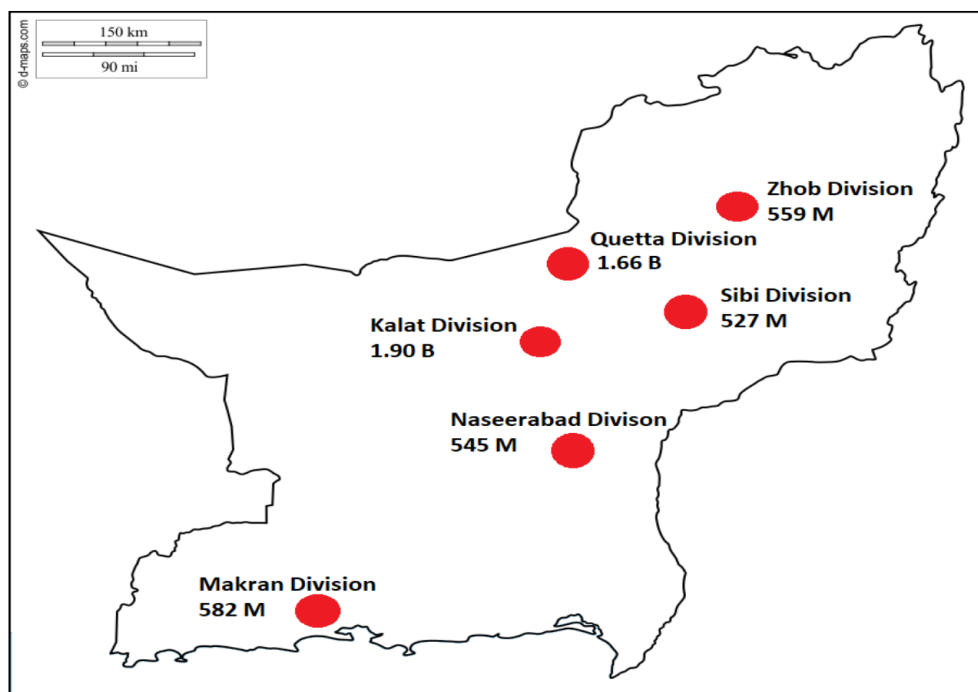 © d-maps.com
150 km
90 mi
Zhob Division
559 M
Quetta Division
1.66 B
Sibi Division
527 M
Kalat Division
1.90 B
Naseerabad Divison
545 M
Makran Division
582 M